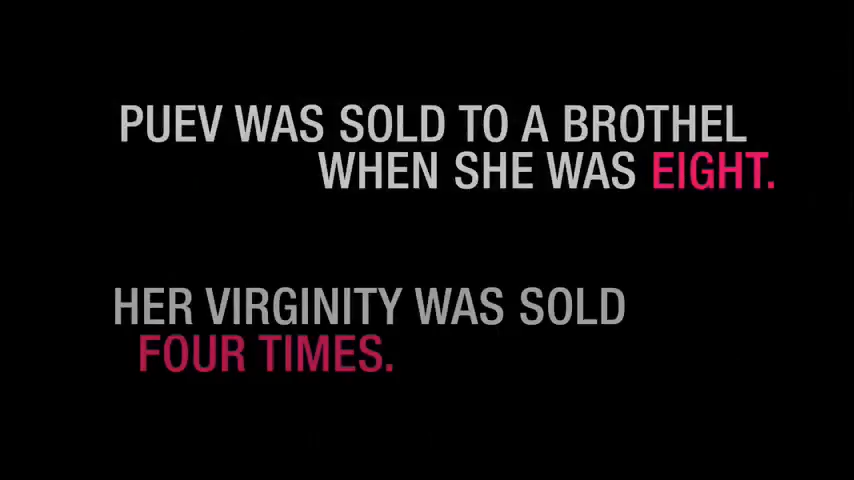 PUEV WAS SOLD TO A BROTHEL
WHEN SHE WAS EIGHT.
HER VIRGINITY WAS SOLD
FOUR TIMES.